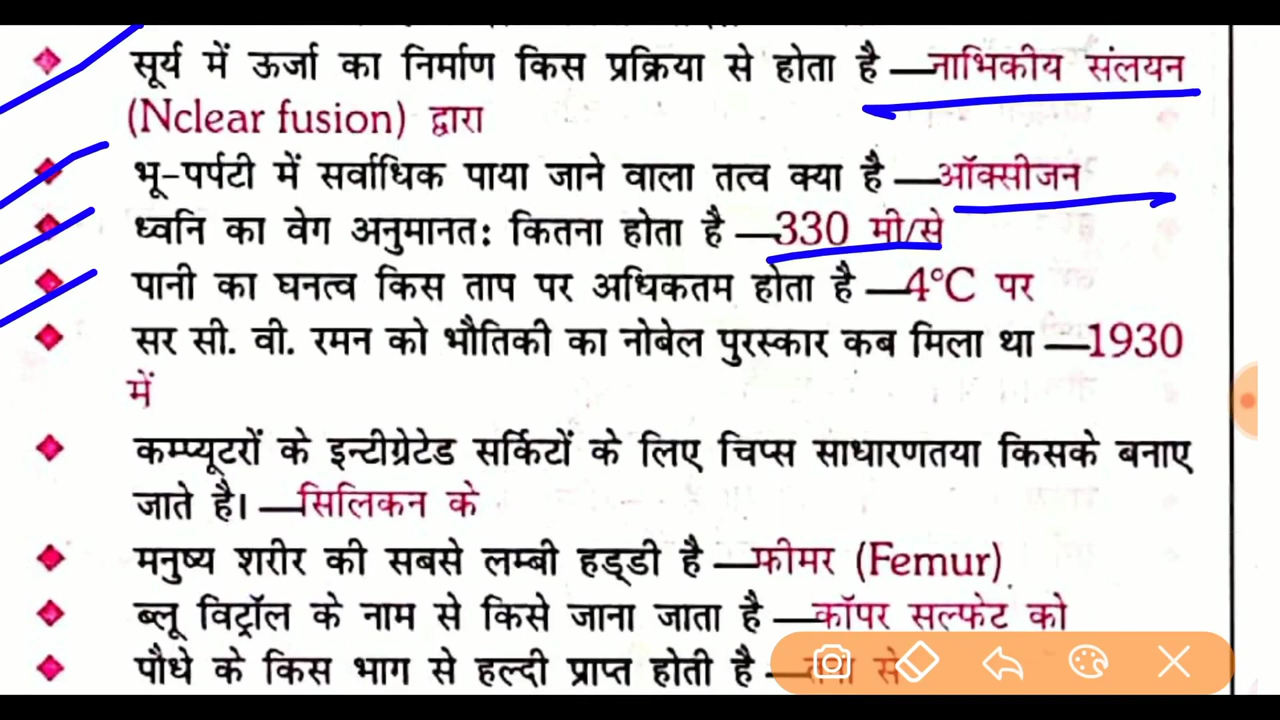 सूर्य में ऊर्जा का निर्माण किस प्रक्रिया से होता है —नाभिकीय संलयन
(Nclear fusion) द्वारा
भू-पर्पटी में सर्वाधिक पाया जाने वाला तत्व क्या है —ऑक्सीजन
ध्वनि का वेग अनुमानत: कितना होता है —330 मी/से
पानी का घनत्व किस ताप पर अधिकतम होता है —4°C पर
सर सी. वी. रमन को भौतिकी का नोबेल पुरस्कार कब मिला था —1930
में
कम्प्यूटरों के इन्टीग्रेटेड सर्किटों के लिए चिप्स साधारणतया किसके बनाए
जाते है। —सिलिकन के
मनुष्य शरीर की सबसे लम्बी हड्डी है —फीमर (Femur)
ब्लू विट्रॉल के नाम से किसे जाना जाता है —कॉपर सल्फेट को
पौधे के किस भाग से हल्दी प्राप्त होती है — से